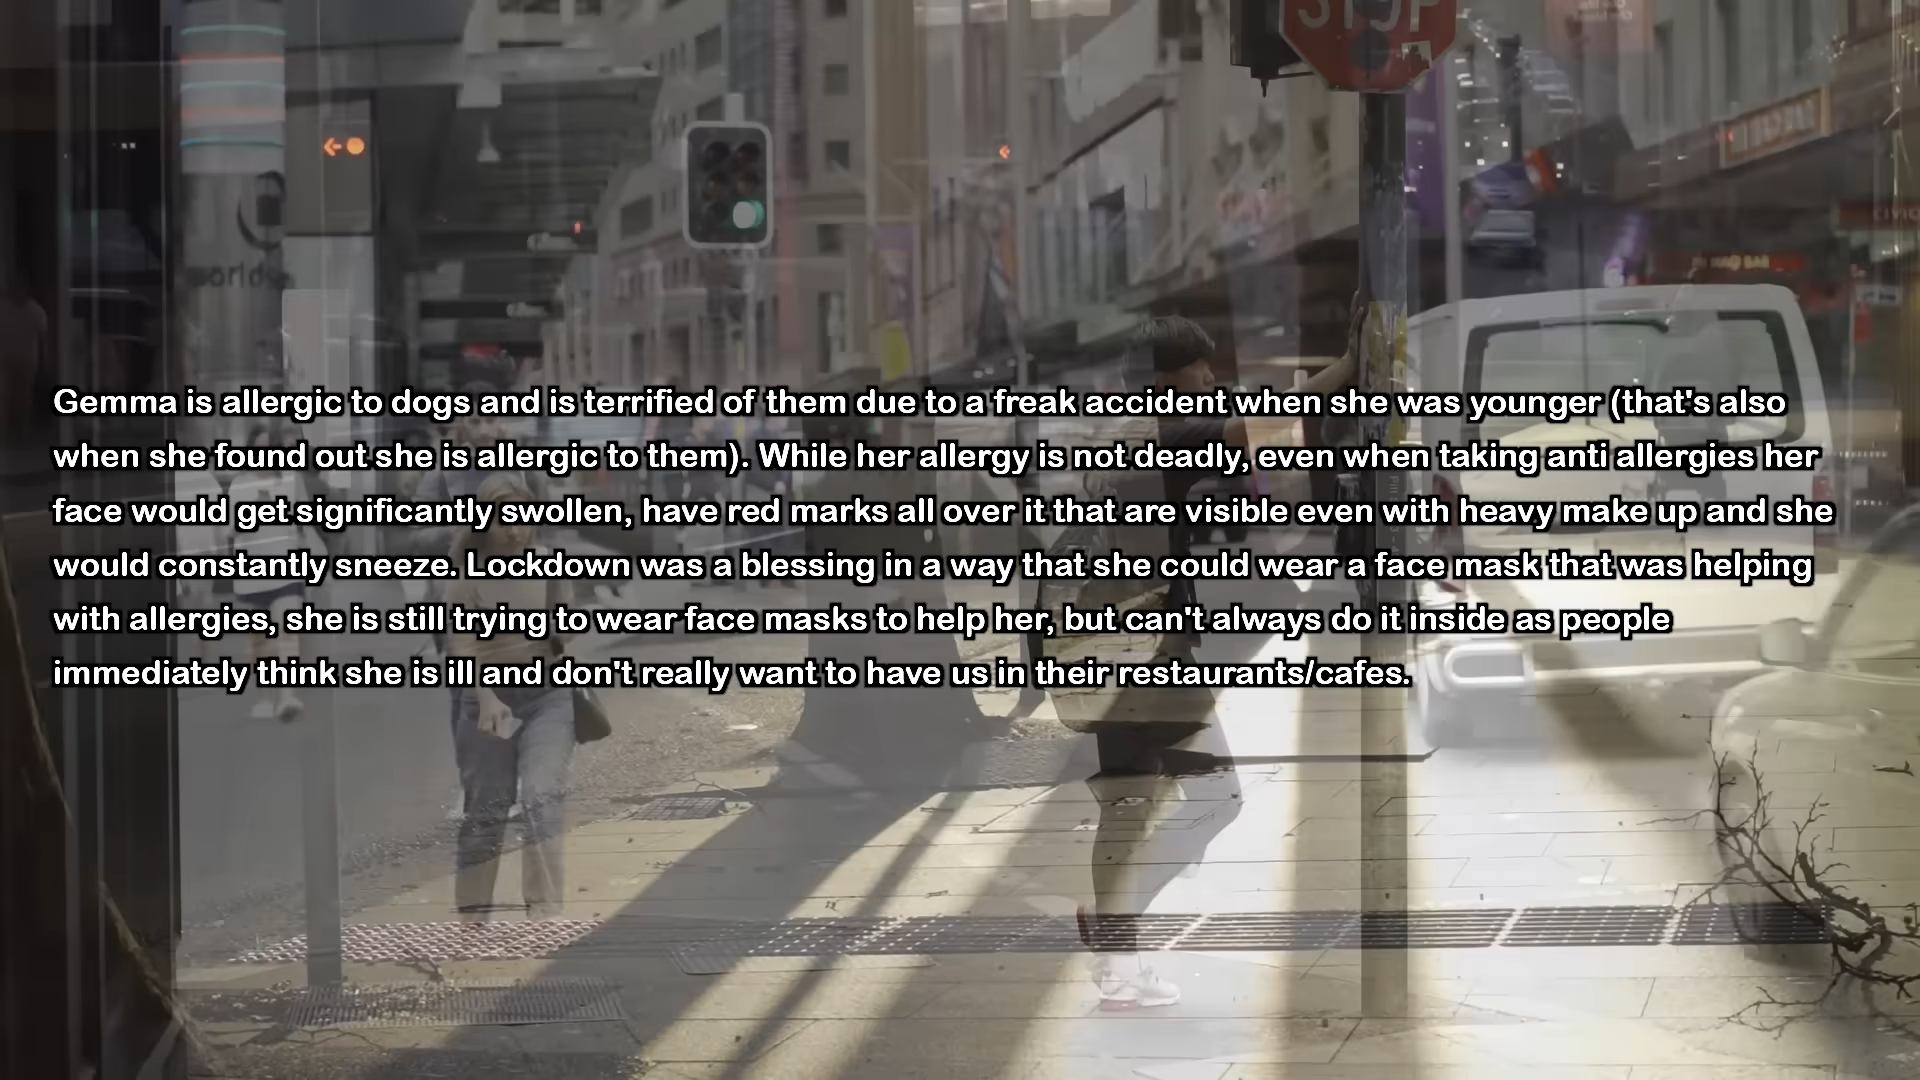 STOP
CIVIC
Gemma is allergic to dogs and is terrified of them due to a freak accident when she was younger (that's also
when she found out she is allergic to them). While her allergy is not deadly, even when taking anti allergies her
face would get significantly swollen, have red marks all over it that are visible even with heavy make up and she
would constantly sneeze. Lockdown was a blessing in a way that she could wear a face mask that was helping
with allergies, she is still trying to wear face masks to help her, but can't always do it inside as people
immediately think she is ill and don't really want to have us in their restaurants/cafes.